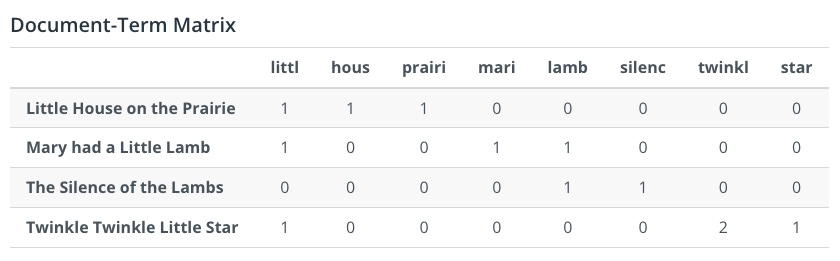 Document-Term Matrix
littl hous prairi mari lamb silenc twinkl star
Little House on the Prairie 1 1 1 0 0 0 0 0
Mary had a Little Lamb 1 0 0 1 1 0 0 0
The Silence of the Lambs 0 0 0 0 1 1 0 0
Twinkle Twinkle Little Star 1 0 0 0 0 0 2 1